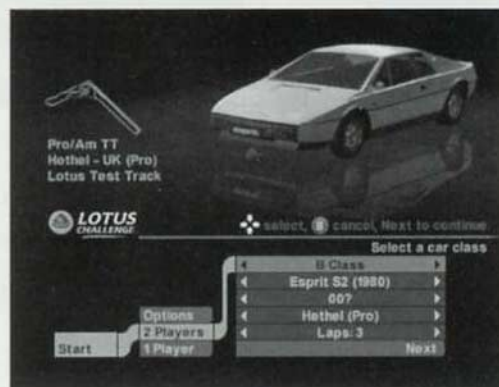 Pro/Am TT
Hethel - UK (Pro)
Lotus Test Track
LOTUS
CHALLENGE
select, B cancel, Next to continue
Select a car class
B Class
Esprit S2 (1980)
00?
Hethel (Pro)
Laps: 3
Next
Options
2 Players
1 Player
Start